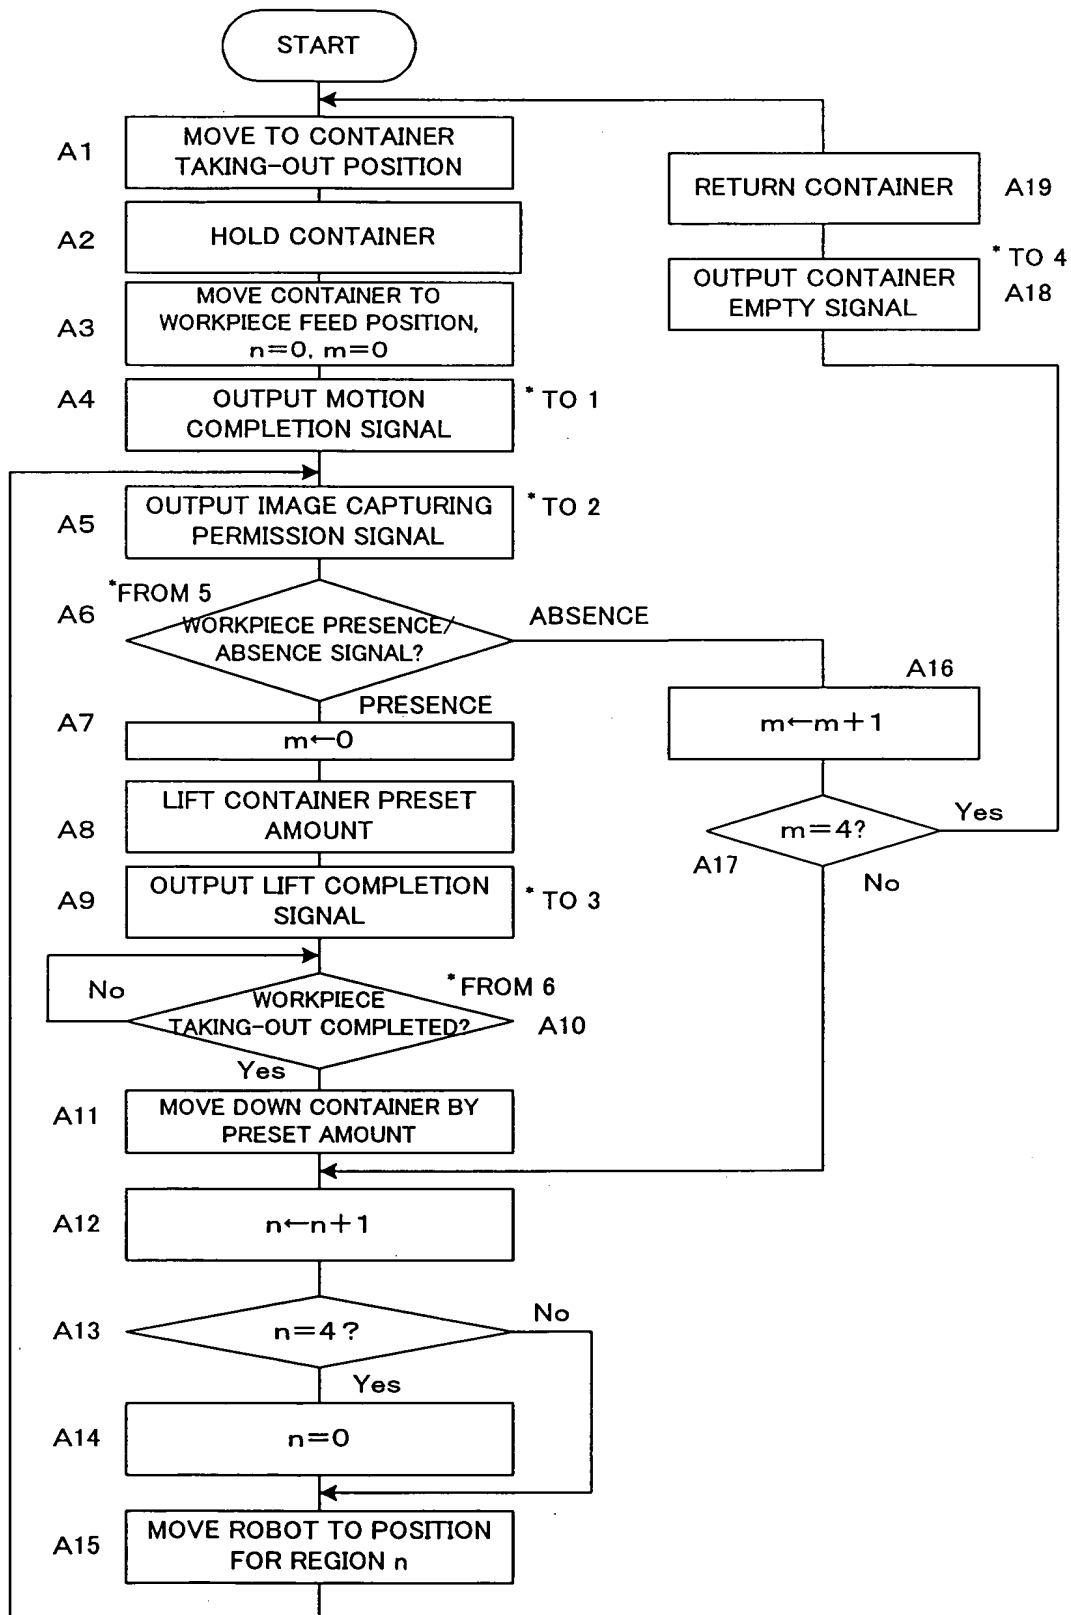 START
A1
MOVE TO CONTAINER
TAKING-OUT POSITION
RETURN CONTAINER
A19
A2
HOLD CONTAINER
* TO 4
OUTPUT CONTAINER
EMPTY SIGNAL
A18
A3
MOVE CONTAINER TO
WORKPIECE FEED POSITION,
n=0, m=0
A4
OUTPUT MOTION
COMPLETION SIGNAL
* TO 1
A5
OUTPUT IMAGE CAPTURING
PERMISSION SIGNAL
* TO 2
*FROM 5
A6
WORKPIECE PRESENCE/
ABSENCE SIGNAL?
ABSENCE
PRESENCE
A16
m←m+1
A7
m←0
A8
LIFT CONTAINER PRESET
AMOUNT
m=4?
Yes
A17
No
A9
OUTPUT LIFT COMPLETION
SIGNAL
* TO 3
No
*FROM 6
WORKPIECE
TAKING-OUT COMPLETED?
A10
Yes
A11
MOVE DOWN CONTAINER BY
PRESET AMOUNT
A12
n←n+1
A13
n=4?
No
Yes
A14
n=0
A15
MOVE ROBOT TO POSITION
FOR REGION n